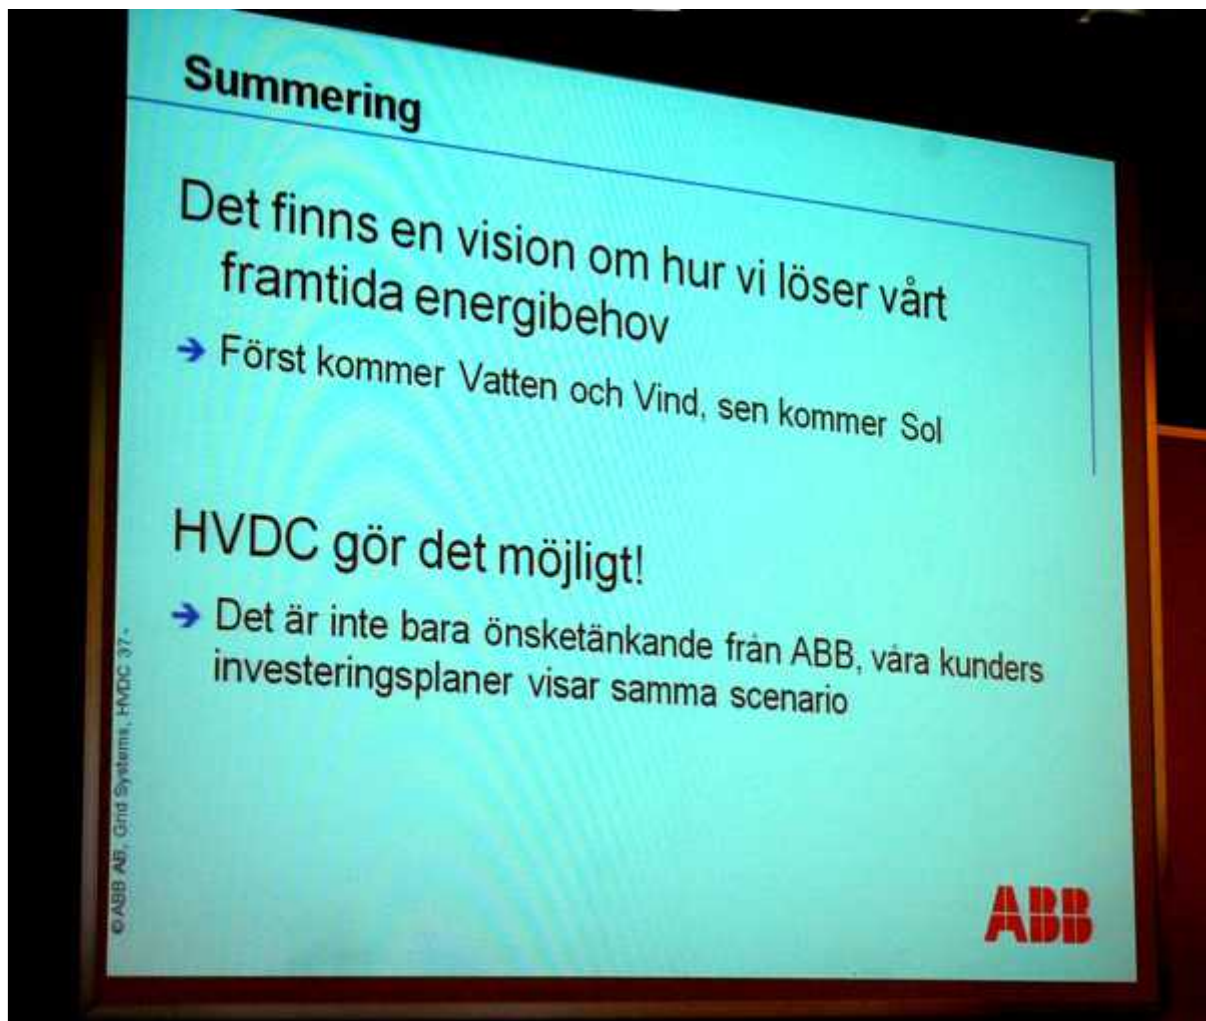 Summering
Det finns en vision om hur vi löser vårt
framtida energibehov
→ Först kommer Vatten och Vind, sen kommer Sol
HVDC gör det möjligt!
→ Det är inte bara önsketänkande från ABB, våra kunders
investeringsplaner visar samma scenario
© ABB AB, Grid Systems, HVDC 37-
ABB